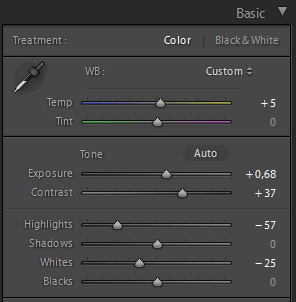 Basic
Treatment : Color | Black & White
WB : Custom
Temp + 5
Tint 0
Tone Auto
Exposure + 0,68
Contrast + 37
Highlights − 57
Shadows 0
Whites − 25
Blacks 0